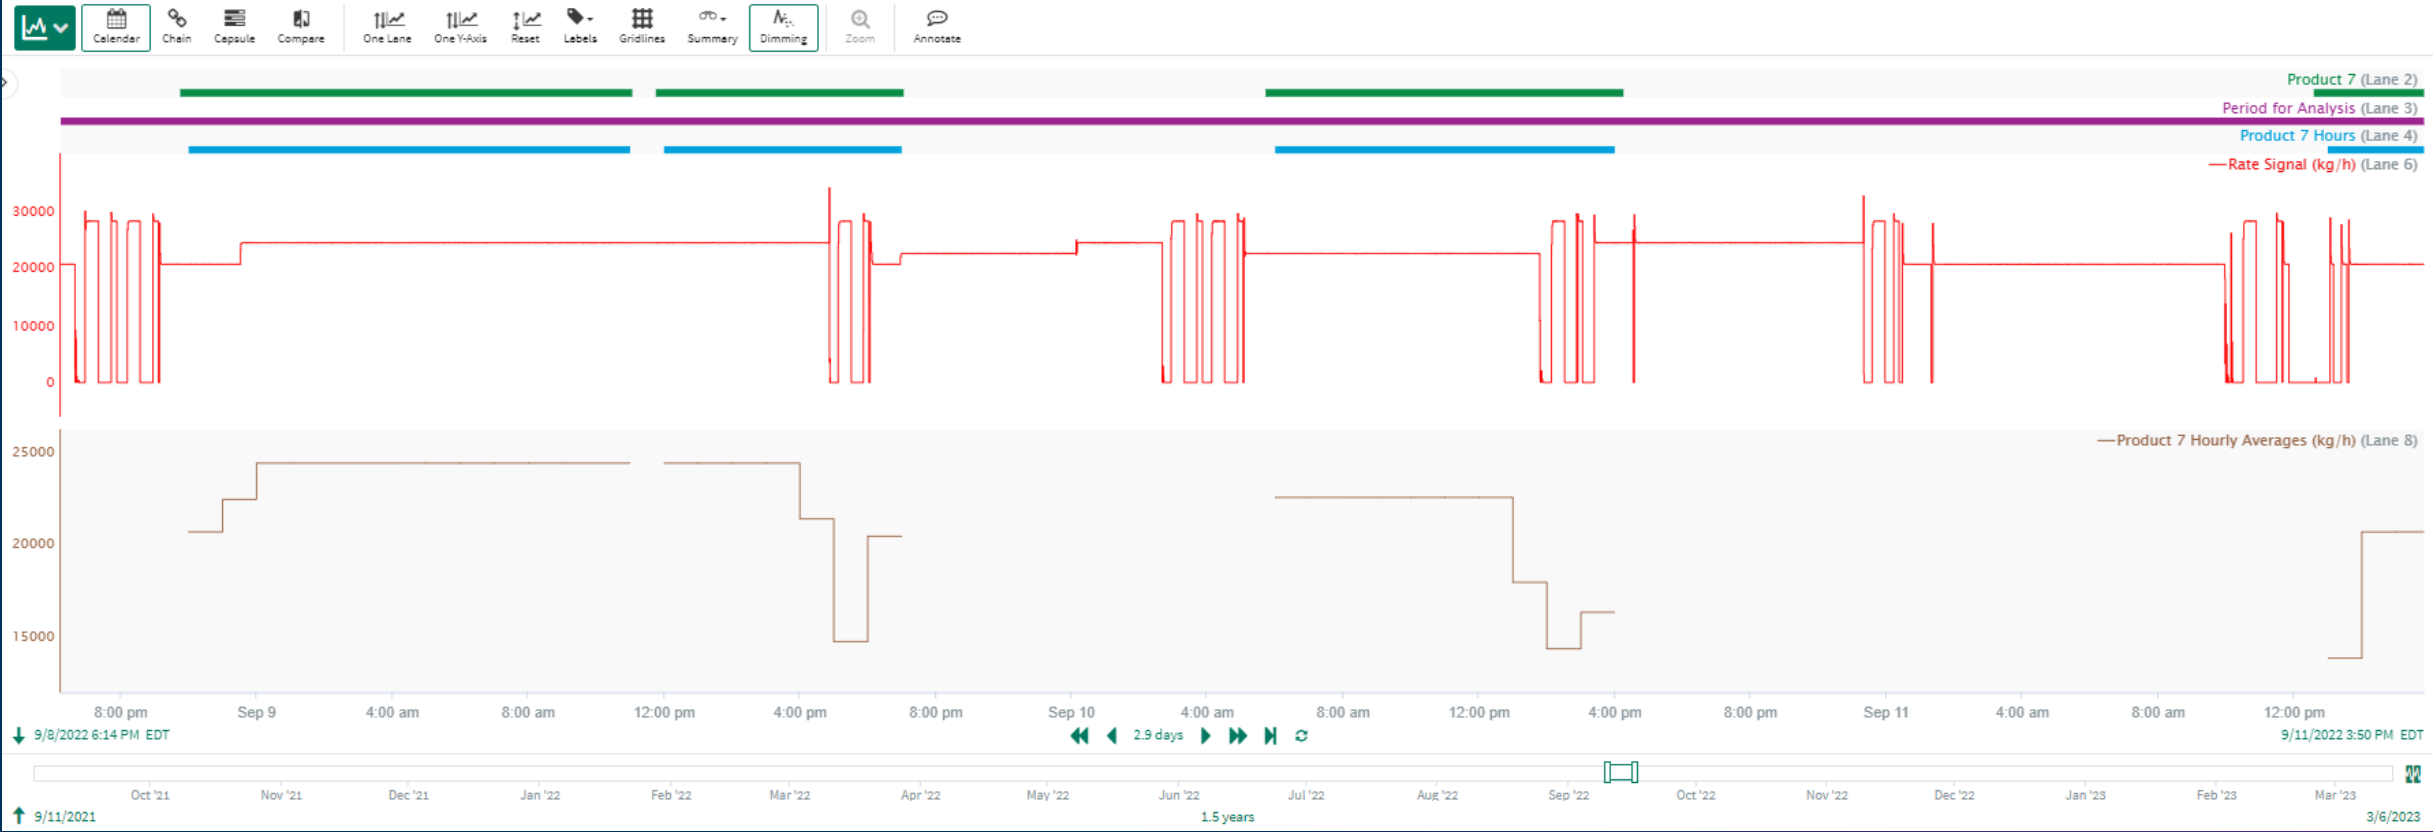 Calendar Chain Capsule Compare One Lane One Y-Axis Reset Labels Gridlines Summary Dimming Zoom Annotate
Product 7 (Lane 2)
Period for Analysis (Lane 3)
Product 7 Hours (Lane 4)
Rate Signal (kg/h) (Lane 6)
30000
20000
10000
0
Product 7 Hourly Averages (kg/h) (Lane 8)
25000
20000
15000
8:00 pm Sep 9 4:00 am 8:00 am 12:00 pm 4:00 pm 8:00 pm Sep 10 4:00 am 8:00 am 12:00 pm 4:00 pm 8:00 pm Sep 11 4:00 am 8:00 am 12:00 pm
9/8/2022 6:14 PM EDT 2.9 days 9/11/2022 3:50 PM EDT
Oct '21 Nov '21 Dec '21 Jan '22 Feb '22 Mar '22 Apr '22 May '22 Jun '22 Jul '22 Aug '22 Sep '22 Oct '22 Nov '22 Dec '22 Jan '23 Feb '23 Mar '23
9/11/2021 1.5 years 3/6/2023